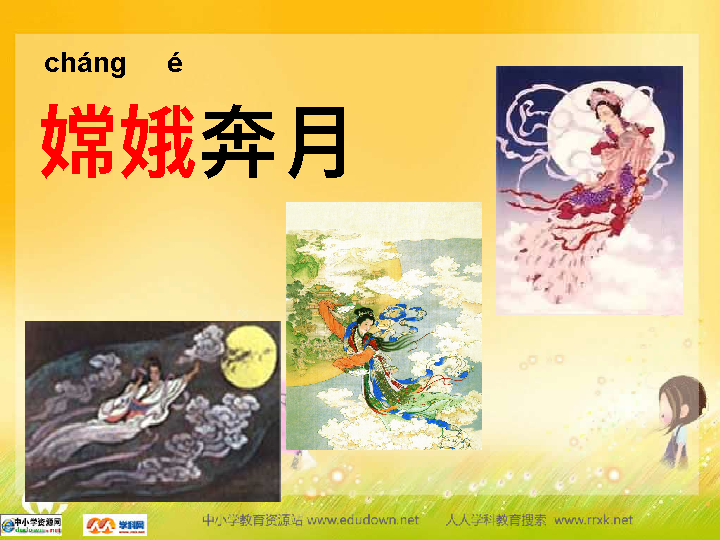 cháng é
嫦娥奔月
中小学资源网
学科网
中小学教育资源站 www.edudown.net 人人学科教育搜索 www.rrxk.net